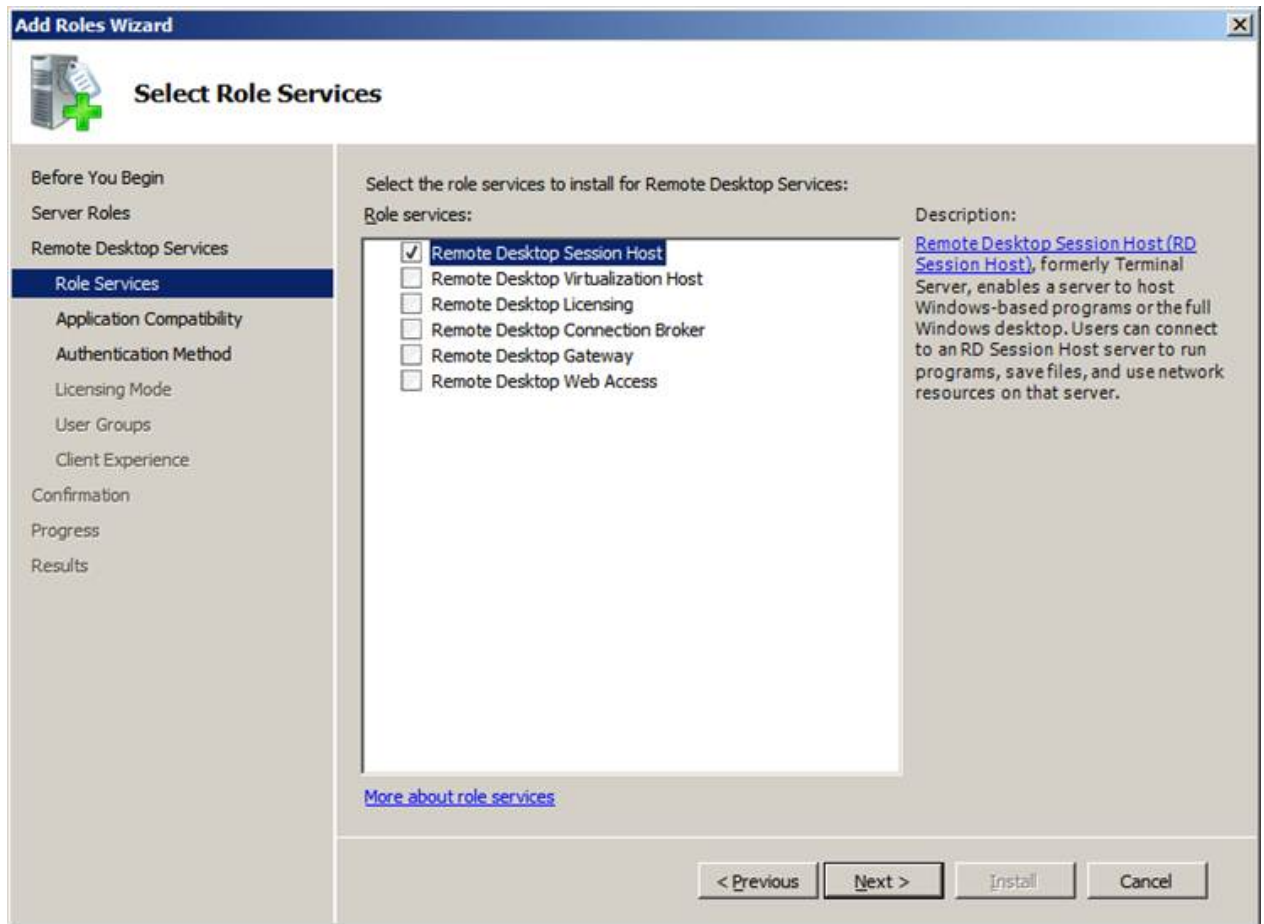 Add Roles Wizard
Select Role Services
Before You Begin
Server Roles
Remote Desktop Services
Role Services
Application Compatibility
Authentication Method
Licensing Mode
User Groups
Client Experience
Confirmation
Progress
Results
Select the role services to install for Remote Desktop Services:
Role services:
Remote Desktop Session Host
Remote Desktop Virtualization Host
Remote Desktop Licensing
Remote Desktop Connection Broker
Remote Desktop Gateway
Remote Desktop Web Access
More about role services
Description:
Remote Desktop Session Host (RD
Session Host), formerly Terminal
Server, enables a server to host
Windows-based programs or the full
Windows desktop. Users can connect
to an RD Session Host server to run
programs, save files, and use network
resources on that server.
< Previous
Next >
Install
Cancel